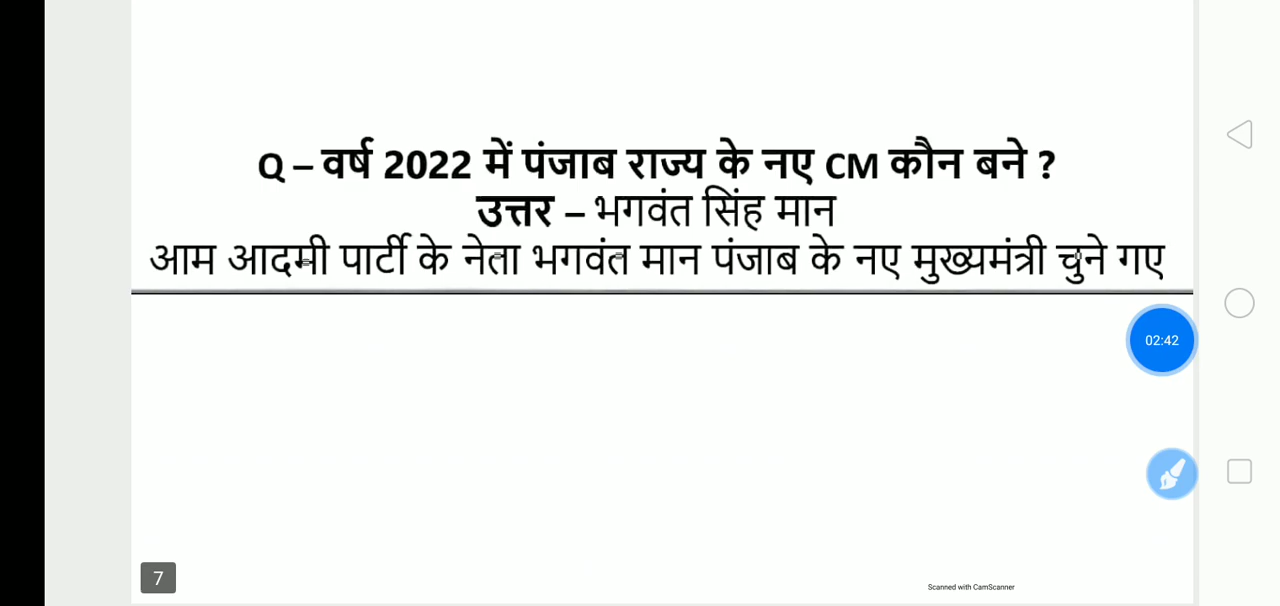 Q – वर्ष 2022 में पंजाब राज्य के नए CM कौन बने ?
उत्तर – भगवंत सिंह मान
आम आदमी पार्टी के नेता भगवंत मान पंजाब के नए मुख्यमंत्री चुने गए
02:42
7
Scanned with CamScanner